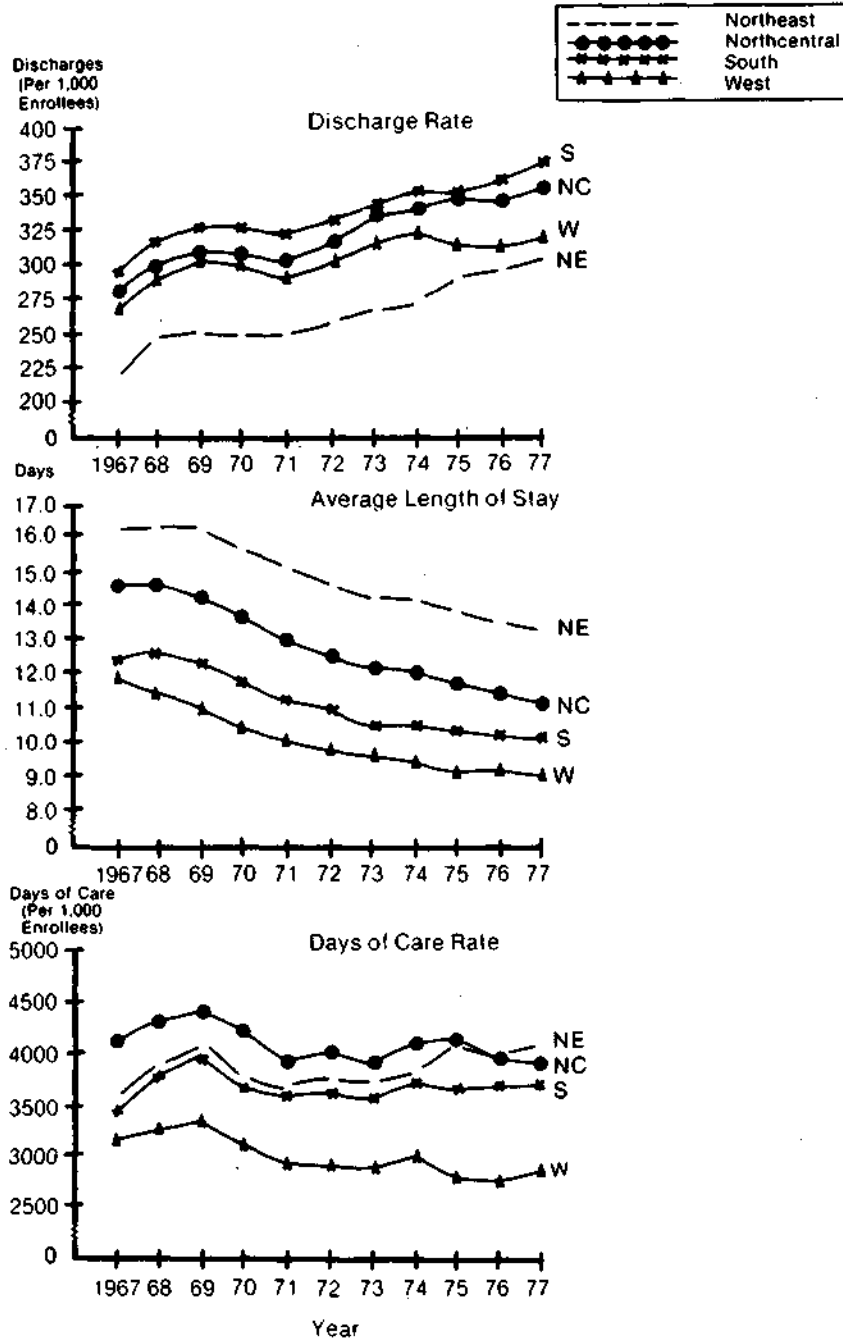 Northeast
Northcentral
South
West
Discharges
(Per 1,000
Enrollees)
Discharge Rate
400
375
350
325
300
275
250
225
200
0
S
NC
W
NE
1967 68 69 70 71 72 73 74 75 76 77
Days
Average Length of Stay
17.0
16.0
15.0
14.0
13.0
12.0
11.0
10.0
9.0
8.0
0
NE
NC
S
W
1967 68 69 70 71 72 73 74 75 76 77
Days of Care
(Per 1,000
Enrollees)
Days of Care Rate
5000
4500
4000
3500
3000
2500
0
NE
NC
S
W
1967 68 69 70 71 72 73 74 75 76 77
Year